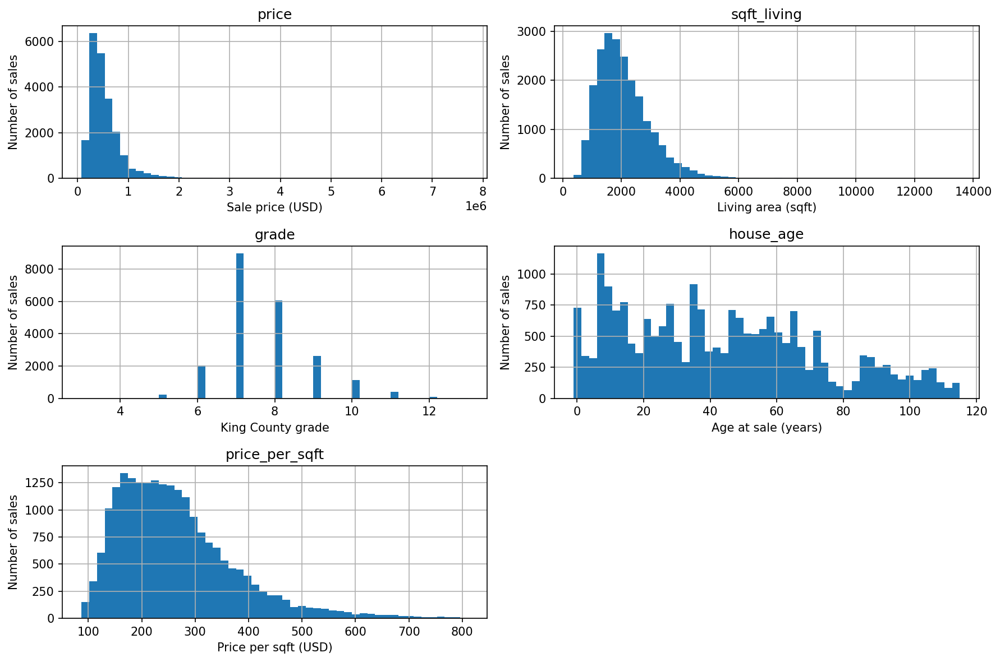 price
6000
4000
2000
0
Number of sales
0 1 2 3 4 5 6 7 8
1e6
Sale price (USD)
sqft_living
3000
2000
1000
0
Number of sales
0 2000 4000 6000 8000 10000 12000 14000
Living area (sqft)
grade
8000
6000
4000
2000
0
Number of sales
4 6 8 10 12
King County grade
house_age
1000
750
500
250
0
Number of sales
0 20 40 60 80 100 120
Age at sale (years)
price_per_sqft
1250
1000
750
500
250
0
Number of sales
100 200 300 400 500 600 700 800
Price per sqft (USD)